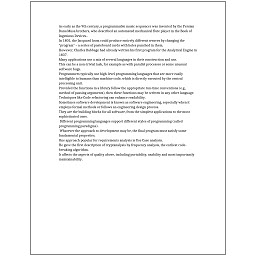 as early as the 9th century, a programmable music sequencer was invented by the Persian
Banu Musa brothers, who described an automated mechanical flute player in the Book of
Ingenious Devices.
In 1801, the Jacquard loom could produce entirely different weaves by changing the
"program" – a series of pasteboard cards with holes punched in them.
However, Charles Babbage had already written his first program for the Analytical Engine in
1837.
Many applications use a mix of several languages in their construction and use.
This can be a non-trivial task, for example as with parallel processes or some unusual
software bugs.
Programmers typically use high-level programming languages that are more easily
intelligible to humans than machine code, which is directly executed by the central
processing unit.
Provided the functions in a library follow the appropriate run-time conventions (e.g.,
method of passing arguments), then these functions may be written in any other language.
Techniques like Code refactoring can enhance readability.
Sometimes software development is known as software engineering, especially when it
employs formal methods or follows an engineering design process.
They are the building blocks for all software, from the simplest applications to the most
sophisticated ones.
Different programming languages support different styles of programming (called
programming paradigms).
Whatever the approach to development may be, the final program must satisfy some
fundamental properties.
One approach popular for requirements analysis is Use Case analysis.
He gave the first description of cryptanalysis by frequency analysis, the earliest code-
breaking algorithm.
It affects the aspects of quality above, including portability, usability and most importantly
maintainability.